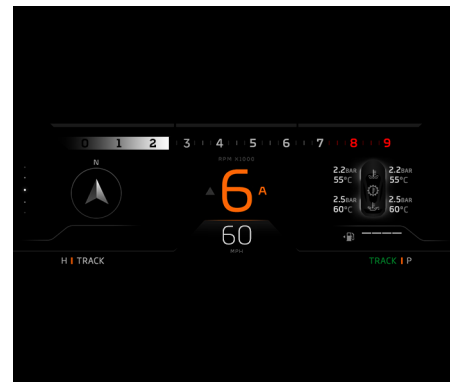 0 1 2 3 4 5 6 7 8 9
RPM X1000
N
6 A
60
MPH
2.2BAR 2.2BAR
55°C 55°C
2.5BAR 2.5BAR
60°C 60°C
H I TRACK
TRACK I P